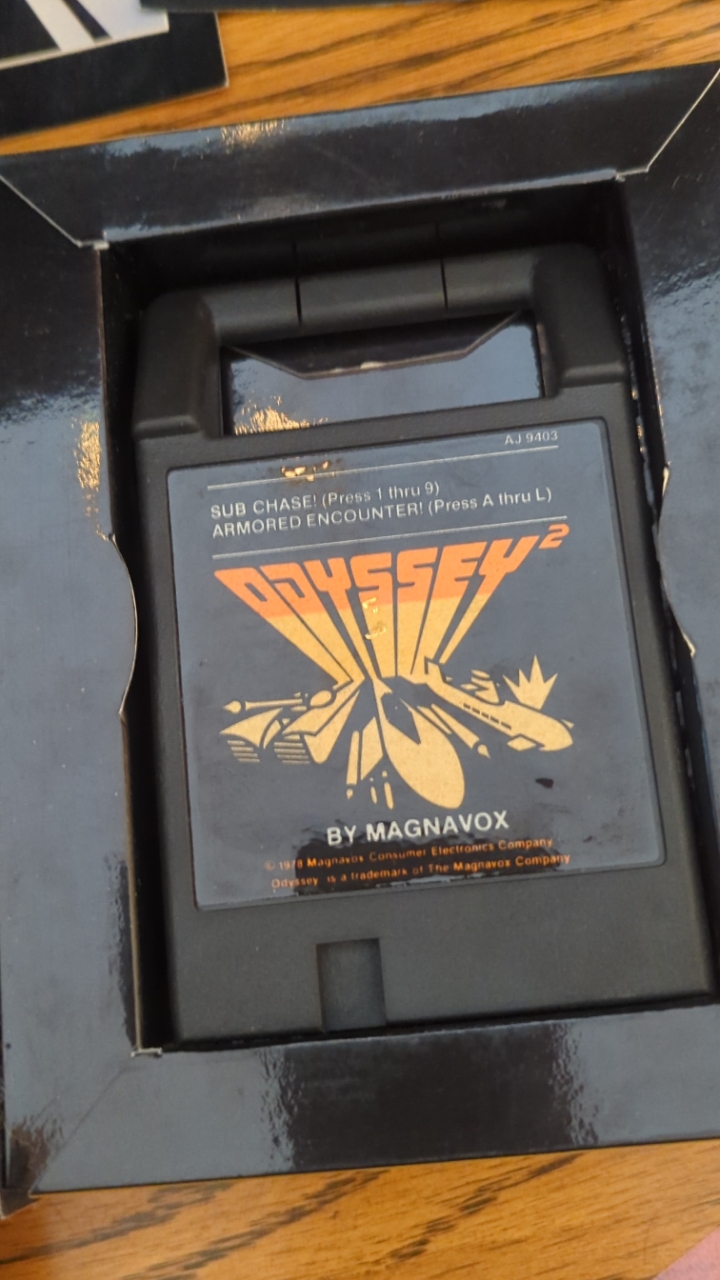 AJ 9403
SUB CHASE! (Press 1 thru 9)
ARMORED ENCOUNTER! (Press A thru L)
ODYSSEY²
BY MAGNAVOX
© 1978 Magnavox Consumer Electronics Company
Odyssey is a trademark of The Magnavox Company